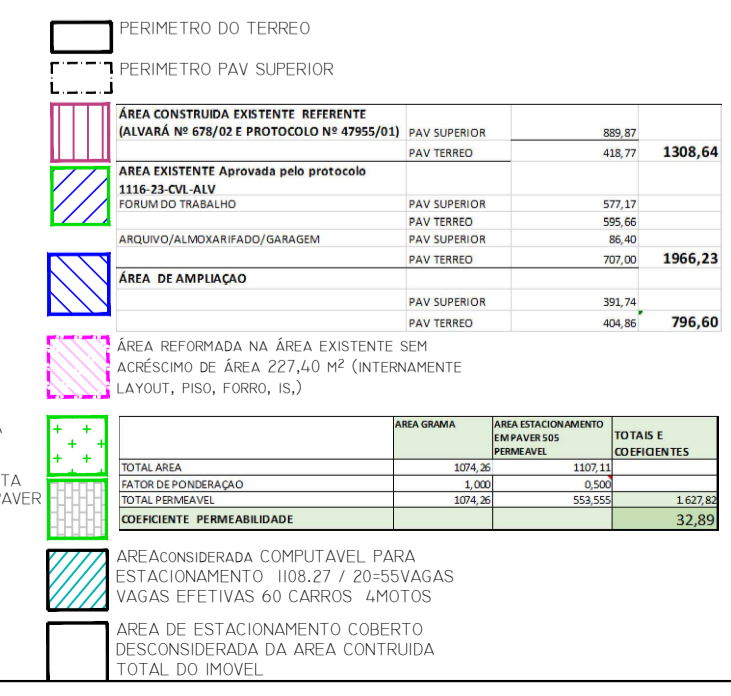 PERIMETRO DO TERREO
PERIMETRO PAV SUPERIOR
ÁREA CONSTRUIDA EXISTENTE REFERENTE
(ALVARÁ Nº 678/02 E PROTOCOLO Nº 47955/01) PAV SUPERIOR 889,87
PAV TERREO 418,77 1308,64
AREA EXISTENTE Aprovada pelo protocolo
1116-23-CVL-ALV
FORUM DO TRABALHO PAV SUPERIOR 577,17
PAV TERREO 595,66
ARQUIVO/ALMOXARIFADO/GARAGEM PAV SUPERIOR 86,40
PAV TERREO 707,00 1966,23
ÁREA DE AMPLIAÇAO
PAV SUPERIOR 391,74
PAV TERREO 404,86 796,60
ÁREA REFORMADA NA ÁREA EXISTENTE SEM
ACRÉSCIMO DE ÁREA 227,40 M² (INTERNAMENTE
LAYOUT, PISO, FORRO, IS,)
A
TA
PAVER
AREA GRAMA AREA ESTACIONAMENTO
EM PAVER 505 TOTAIS E
PERMEAVEL COEFICIENTES
TOTAL AREA 1074,26 1107,11
FATOR DE PONDERAÇAO 1,000 0,500
TOTAL PERMEAVEL 1074,26 553,555 1.627,82
COEFICIENTE PERMEABILIDADE 32,89
AREACONSIDERADA COMPUTAVEL PARA
ESTACIONAMENTO 1108.27 / 20=55VAGAS
VAGAS EFETIVAS 60 CARROS 4MOTOS
AREA DE ESTACIONAMENTO COBERTO
DESCONSIDERADA DA AREA CONTRUIDA
TOTAL DO IMOVEL